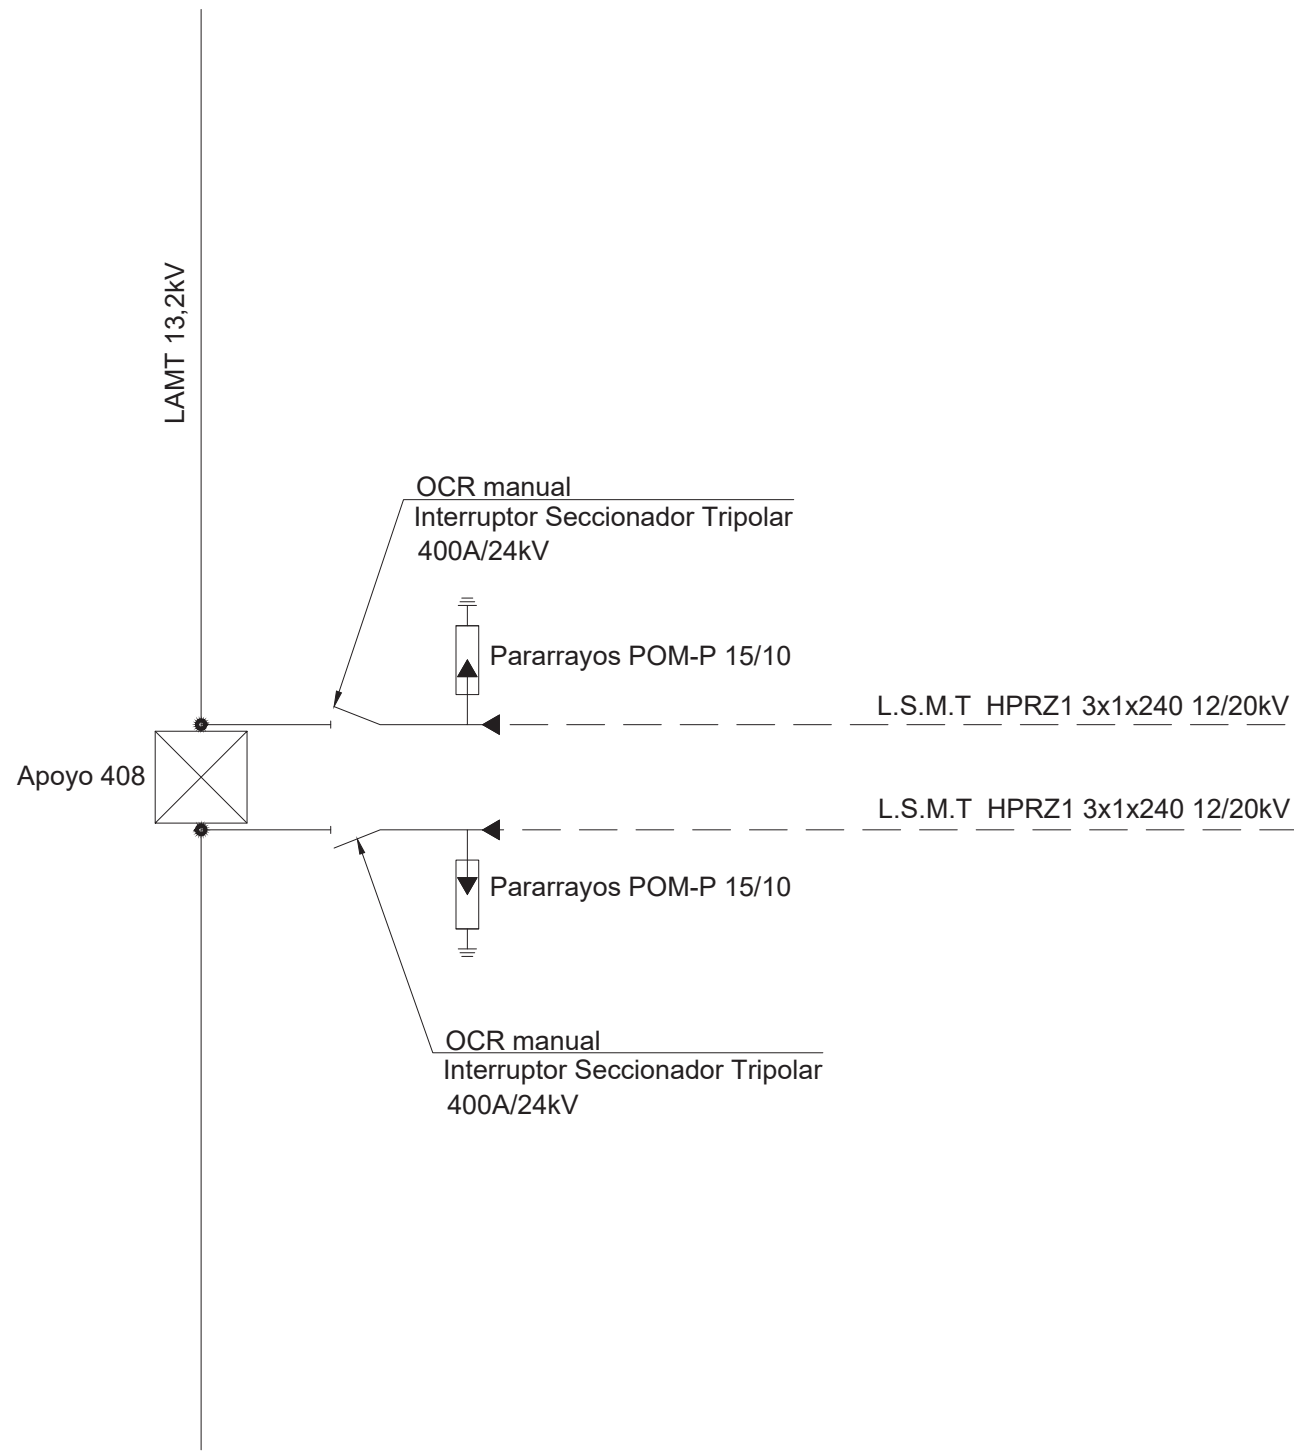 LAMT 13,2kV
OCR manual
Interruptor Seccionador Tripolar
400A/24kV
Pararrayos POM-P 15/10
L.S.M.T HPRZ1 3x1x240 12/20kV
Apoyo 408
L.S.M.T HPRZ1 3x1x240 12/20kV
Pararrayos POM-P 15/10
OCR manual
Interruptor Seccionador Tripolar
400A/24kV